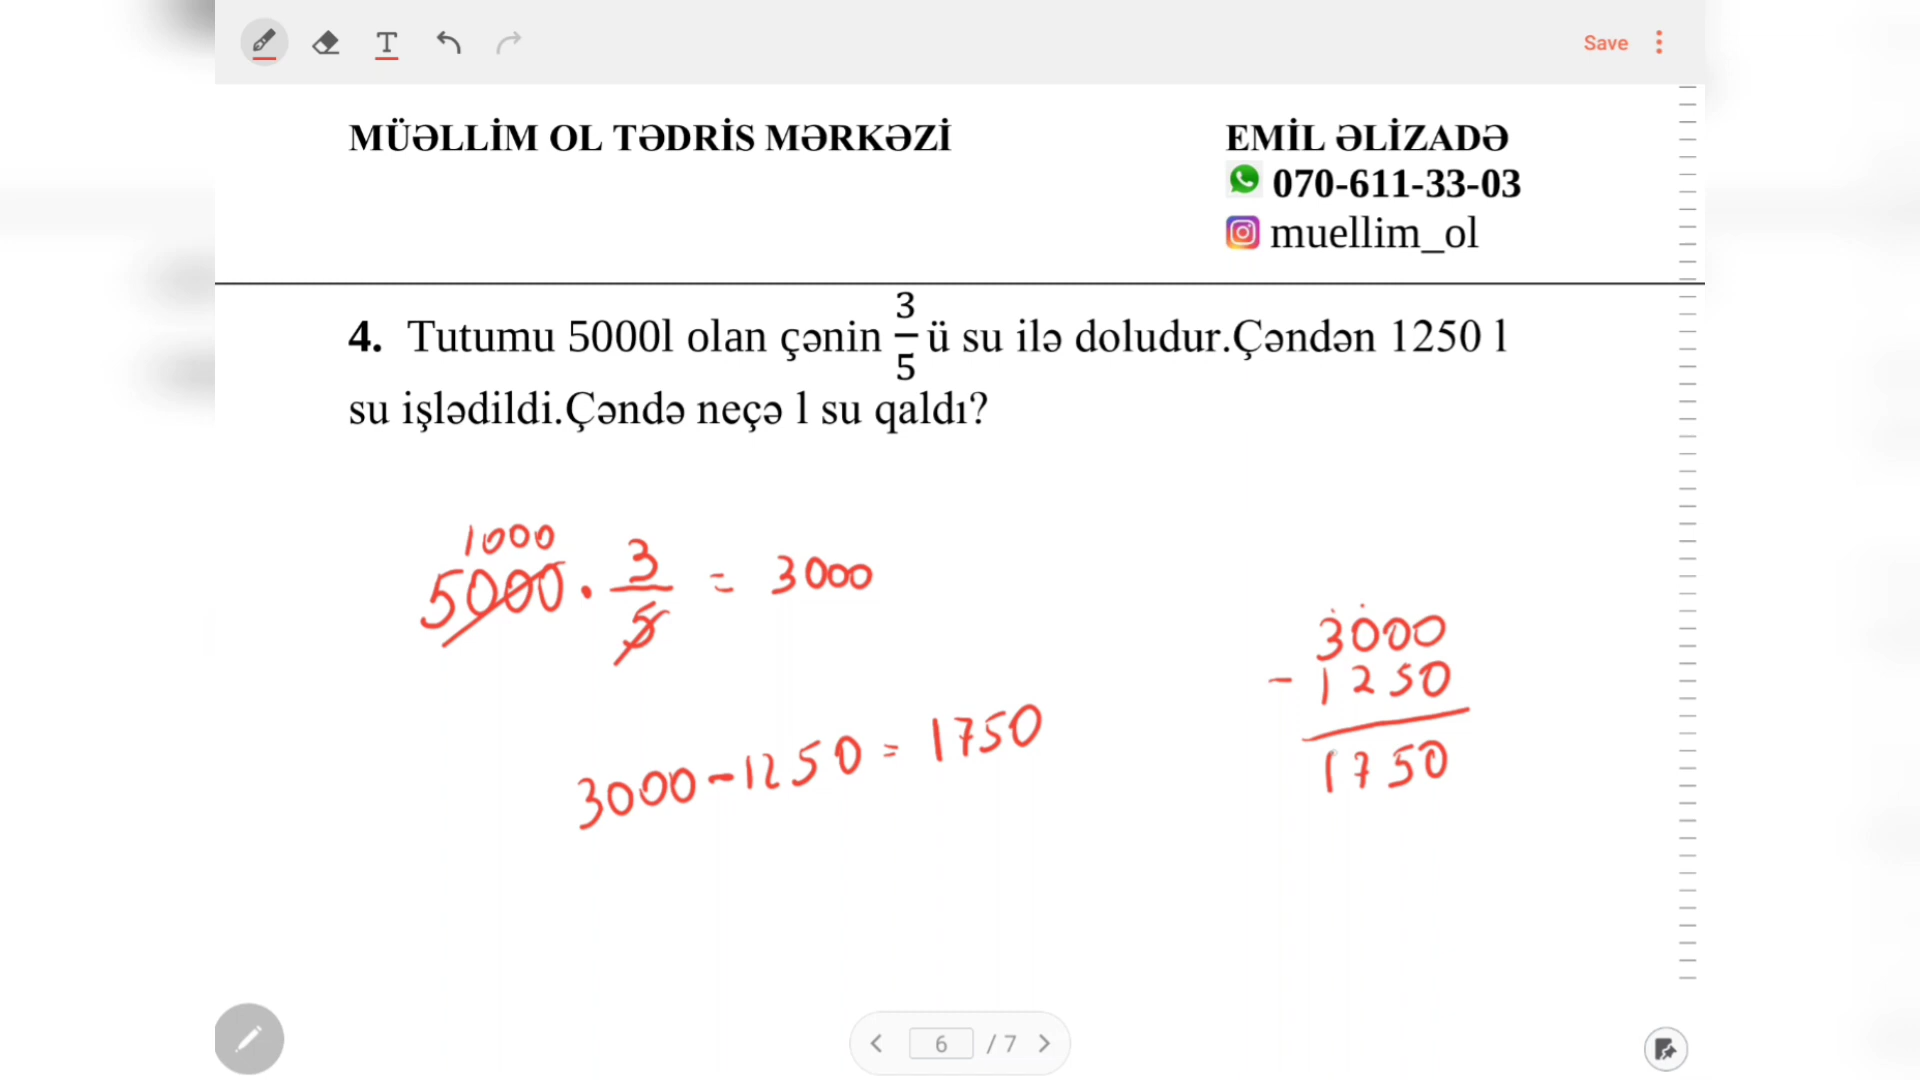 Save
MÜƏLLİM OL TƏDRİS MƏRKƏZİ
EMİL ƏLİZADƏ
070-611-33-03
muellim_ol
4. Tutumu 5000l olan çənin 3/5 ü su ilə doludur.Çəndən 1250 l
su işlədildi.Çəndə neçə l su qaldı?
1000
5000 · 3/5 = 3000
3000 - 1250 = 1750
3000
- 1250
1750
6 / 7